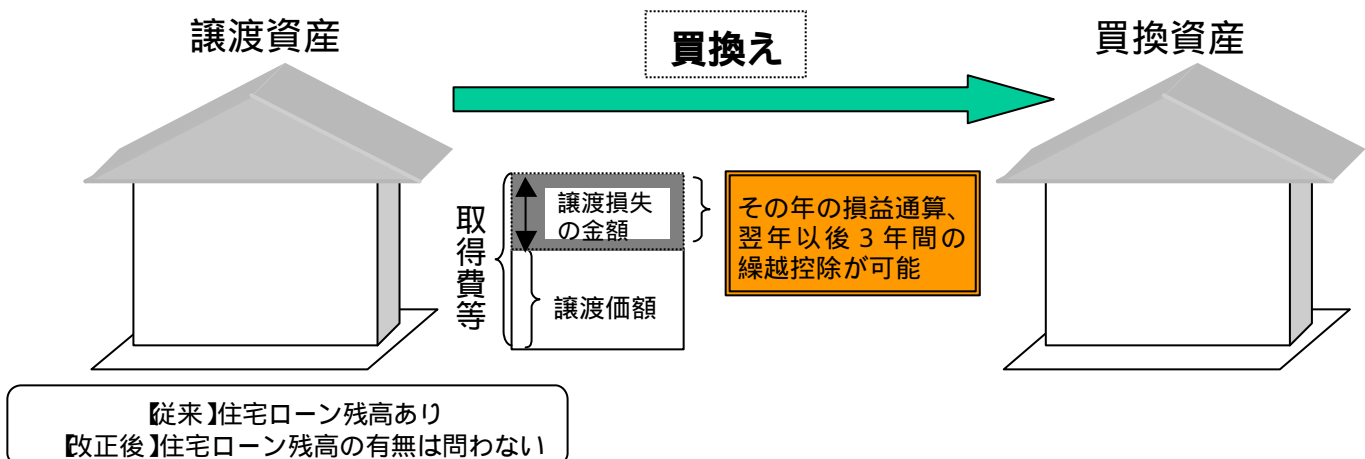 譲渡資産
買換え
買換資産
取得費等
譲渡損失
の金額
譲渡価額
その年の損益通算、
翌年以後3年間の
繰越控除が可能
【従来】住宅ローン残高あり
【改正後】住宅ローン残高の有無は問わない